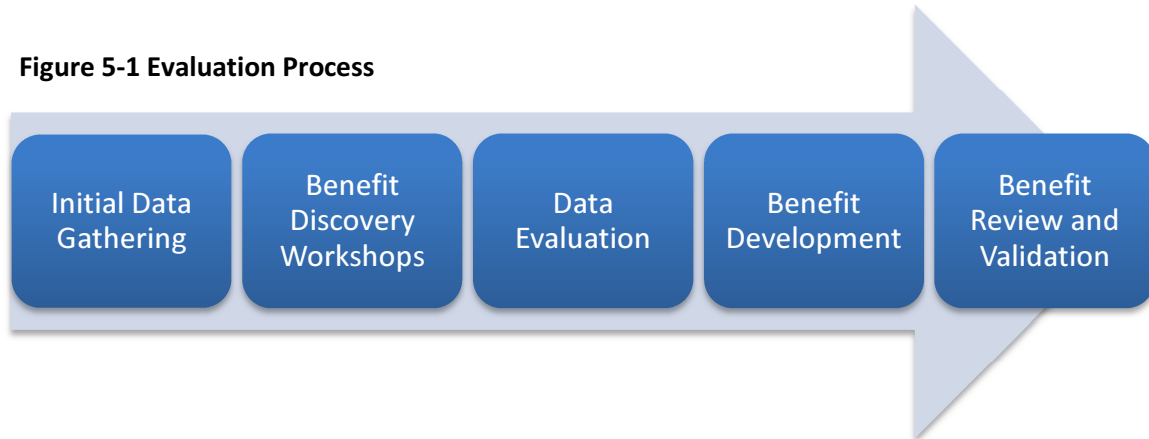 Figure 5-1 Evaluation Process
Initial Data
Gathering
Benefit
Discovery
Workshops
Data
Evaluation
Benefit
Development
Benefit
Review and
Validation